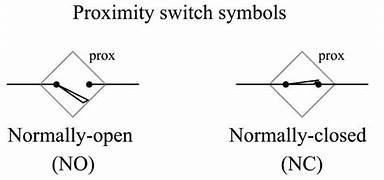 Proximity switch symbols
prox
prox
Normally-open
(NO)
Normally-closed
(NC)